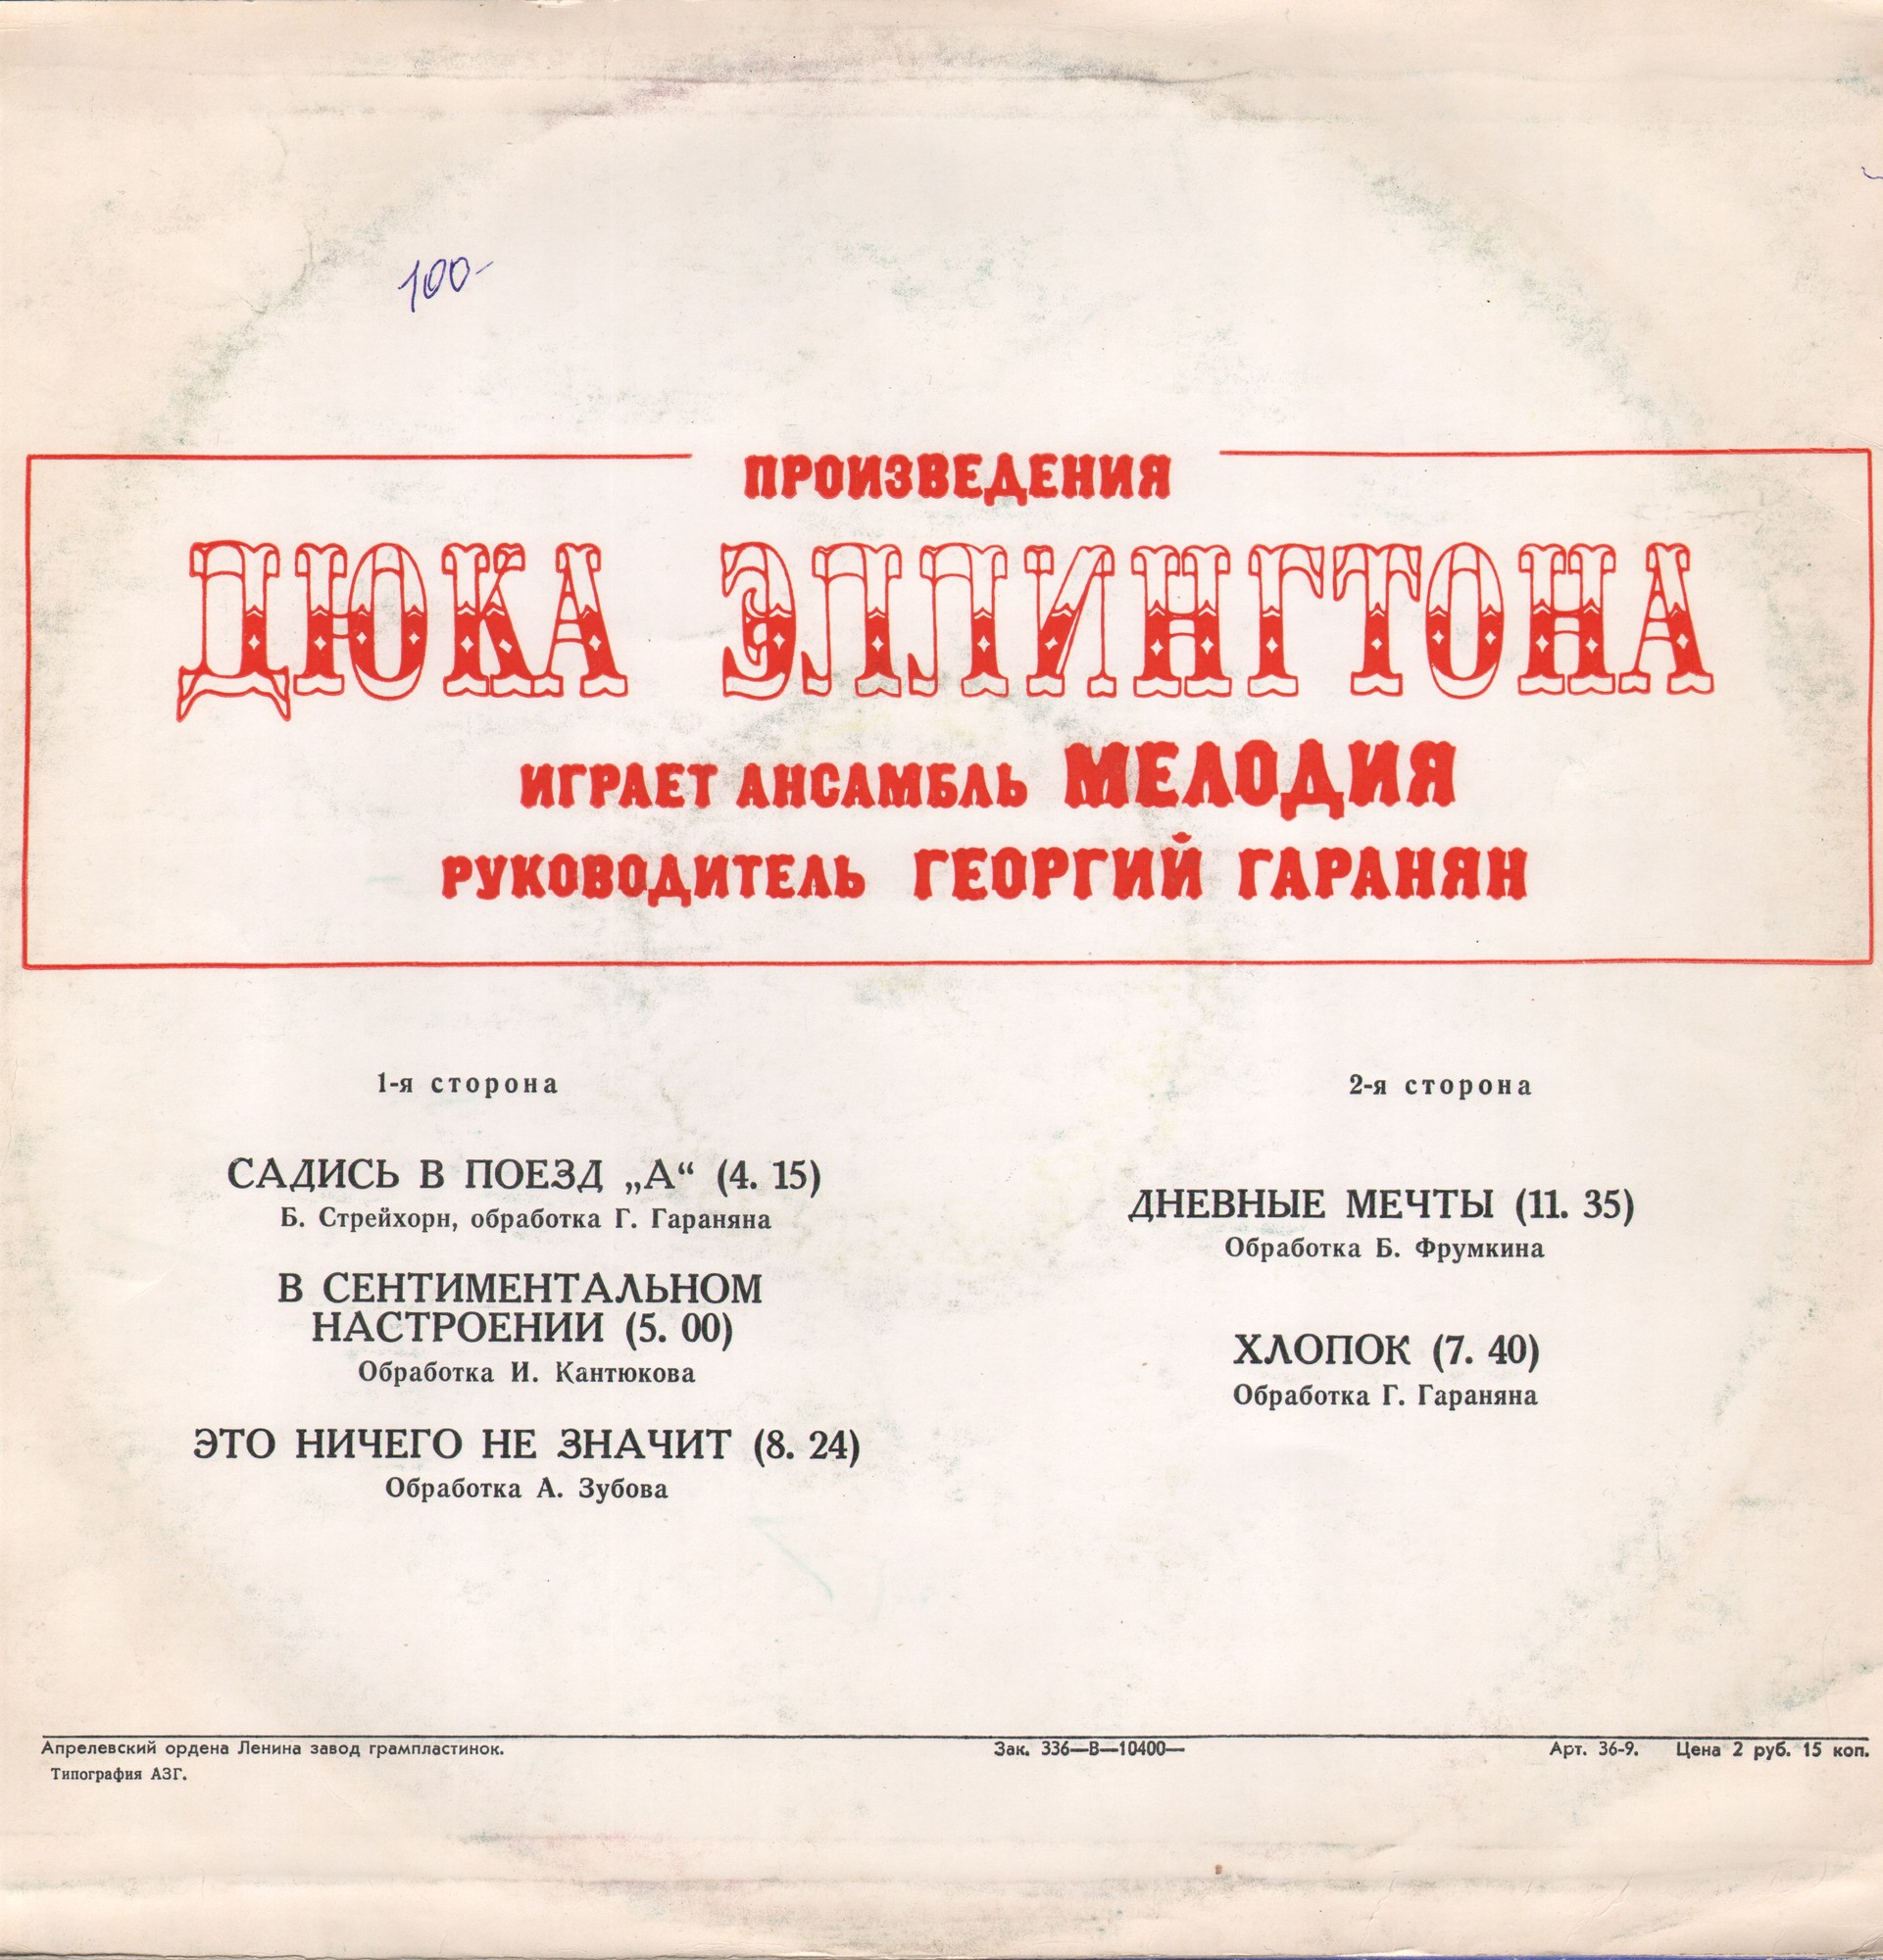 100-
ПРОИЗВЕДЕНИЯ
ДЮКА ЭЛЛИНГТОНА
ИГРАЕТ АНСАМБЛЬ МЕЛОДИЯ
РУКОВОДИТЕЛЬ ГЕОРГИЙ ГАРАНЯН
1-я сторона
САДИСЬ В ПОЕЗД „А“ (4. 15)
Б. Стрейхорн, обработка Г. Гараняна
В СЕНТИМЕНТАЛЬНОМ
НАСТРОЕНИИ (5. 00)
Обработка И. Кантюкова
ЭТО НИЧЕГО НЕ ЗНАЧИТ (8. 24)
Обработка А. Зубова
2-я сторона
ДНЕВНЫЕ МЕЧТЫ (11. 35)
Обработка Б. Фрумкина
ХЛОПОК (7. 40)
Обработка Г. Гараняна
Апрелевский ордена Ленина завод грампластинок. Зак. 336—В—10400— Арт. 36-9. Цена 2 руб. 15 коп.
Типография АЗГ.